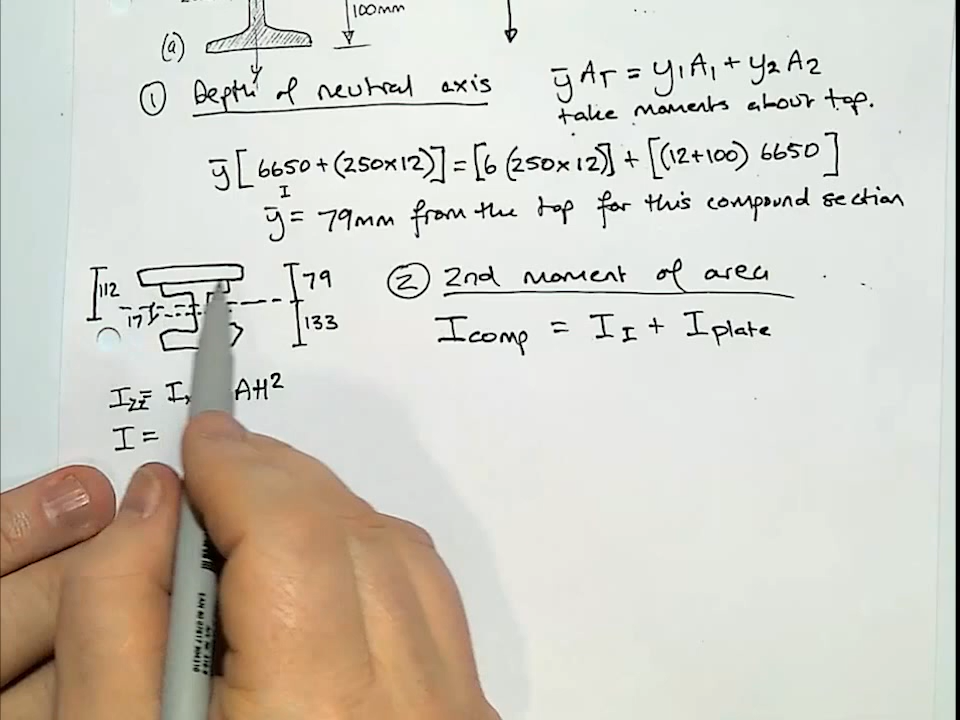 100mm
(a)
① Depth of neutral axis
ȳ A_T = y₁A₁ + y₂A₂
take moments about top.
ȳ[6650 + (250×12)] = [6(250×12)] + [(12+100) 6650]
I
ȳ = 79mm from the top for this compound section
112
17
79
133
② 2nd moment of area
I_comp = I_I + I_plate
I_zz = I AH²
I =